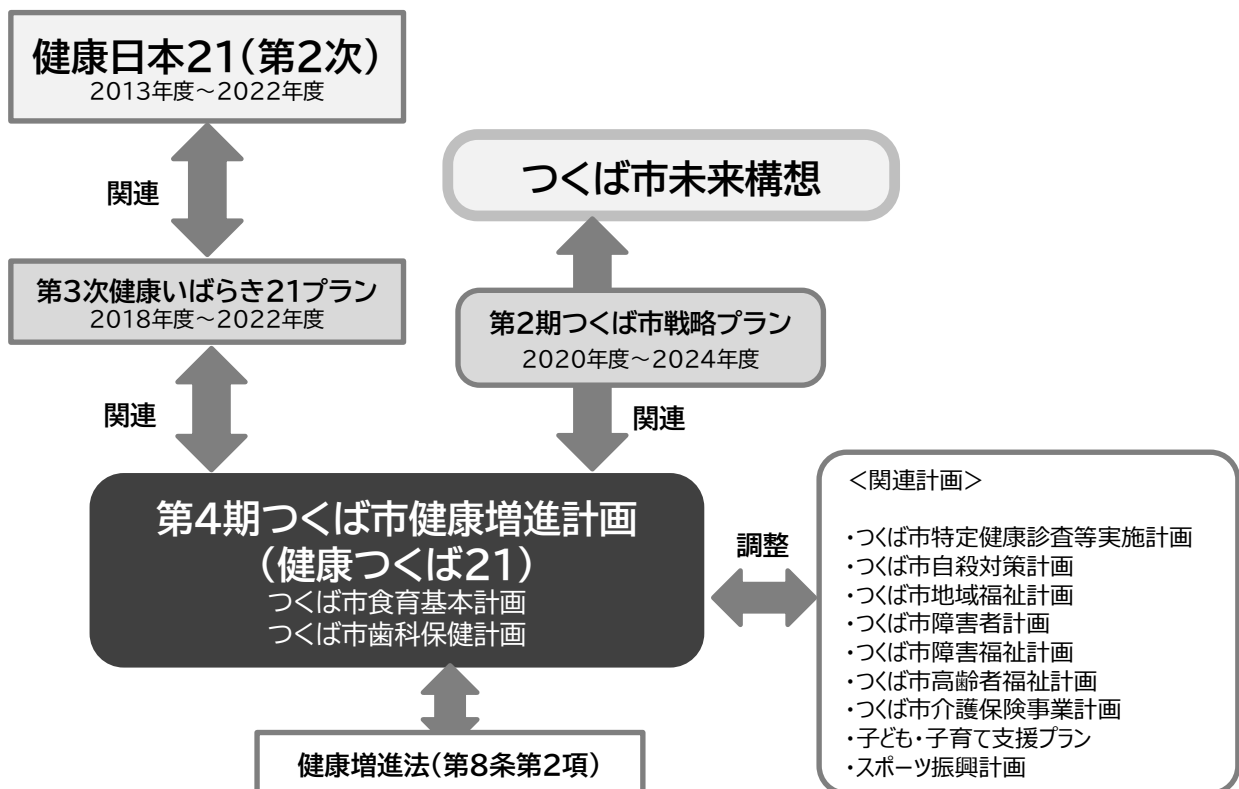 健康日本21（第2次）
2013年度～2022年度
関連
つくば市未来構想
第3次健康いばらき21プラン
2018年度～2022年度
第2期つくば市戦略プラン
2020年度～2024年度
関連
関連
第4期つくば市健康増進計画
（健康つくば21）
つくば市食育基本計画
つくば市歯科保健計画
調整
＜関連計画＞
・つくば市特定健康診査等実施計画
・つくば市自殺対策計画
・つくば市地域福祉計画
・つくば市障害者計画
・つくば市障害福祉計画
・つくば市高齢者福祉計画
・つくば市介護保険事業計画
・子ども・子育て支援プラン
・スポーツ振興計画
健康増進法（第8条第2項）